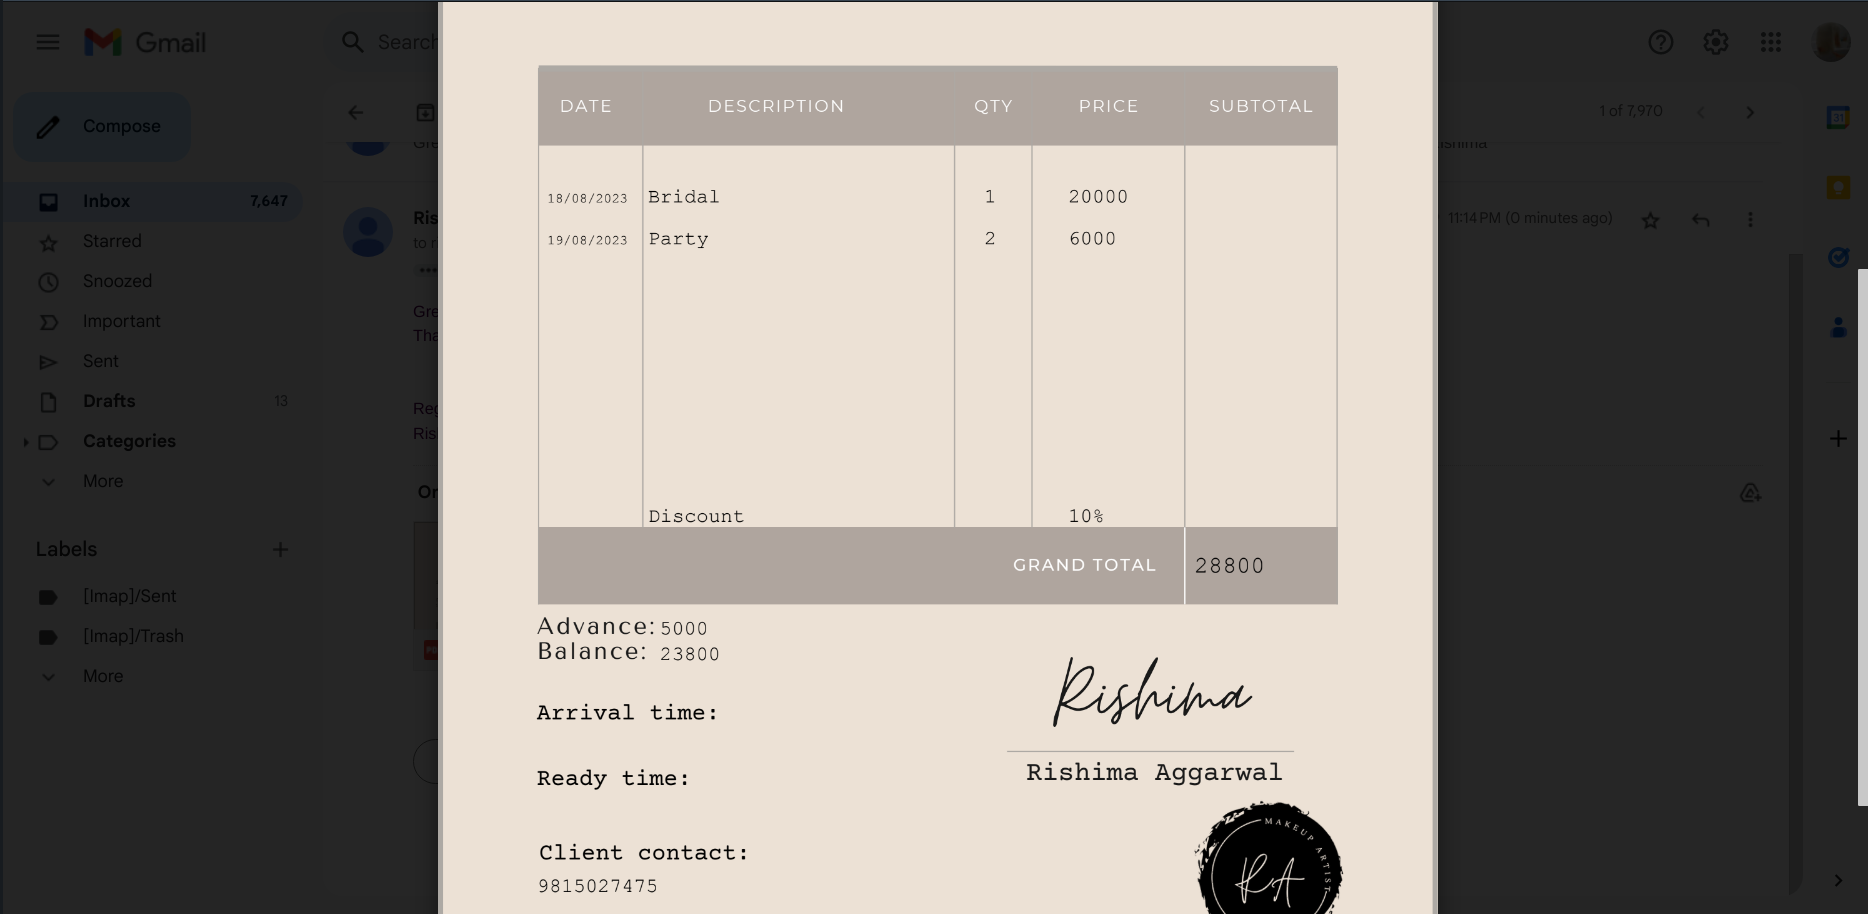 Gmail
Search
Compose
1 of 7,970
Inbox 7,647
Starred
Snoozed
Important
Sent
Drafts 13
Categories
More
Labels
[Imap]/Sent
[Imap]/Trash
More
11:14 PM (0 minutes ago)
DATE DESCRIPTION QTY PRICE SUBTOTAL
18/08/2023 Bridal 1 20000
19/08/2023 Party 2 6000
Discount 10%
GRAND TOTAL 28800
Advance: 5000
Balance: 23800
Arrival time:
Ready time:
Client contact:
9815027475
Rishima
Rishima Aggarwal
MAKEUP ARTIST
RA
31